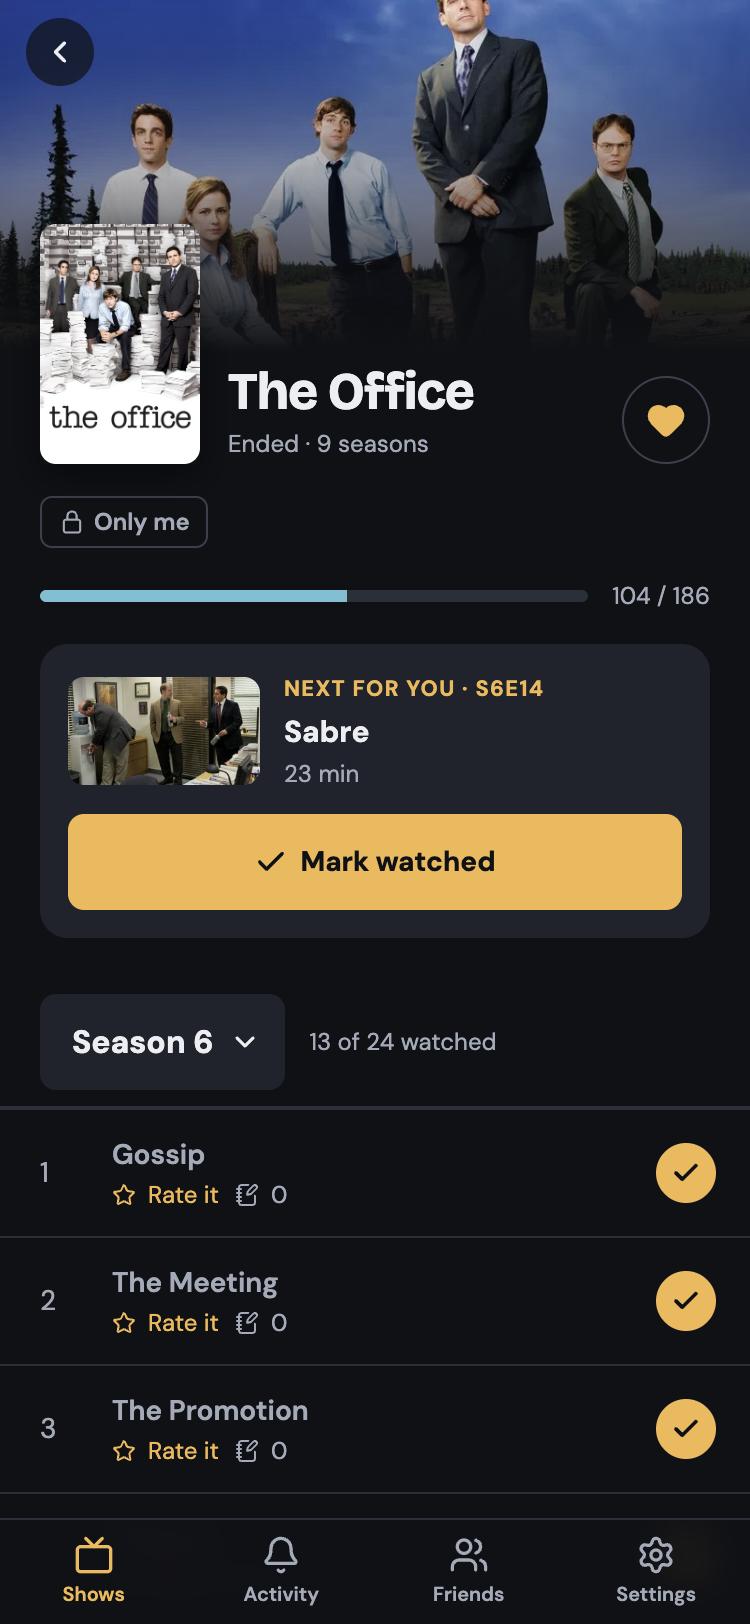 the office
The Office
Ended · 9 seasons
Only me
104 / 186
NEXT FOR YOU · S6E14
Sabre
23 min
Mark watched
Season 6
13 of 24 watched
1
Gossip
Rate it 0
2
The Meeting
Rate it 0
3
The Promotion
Rate it 0
Shows
Activity
Friends
Settings